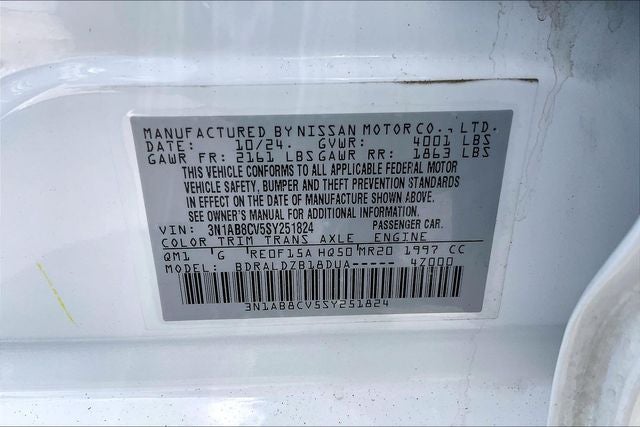 MANUFACTURED BY NISSAN MOTOR CO., LTD.
DATE: 10/24. GVWR: 4001 LBS
GAWR FR: 2161 LBS GAWR RR: 1863 LBS
THIS VEHICLE CONFORMS TO ALL APPLICABLE FEDERAL MOTOR
VEHICLE SAFETY, BUMPER AND THEFT PREVENTION STANDARDS
IN EFFECT ON THE DATE OF MANUFACTURE SHOWN ABOVE.
SEE OWNER'S MANUAL FOR ADDITIONAL INFORMATION.
VIN: 3N1AB8CV5SY251824 PASSENGER CAR.
COLOR TRIM TRANS AXLE ENGINE
QM1 G RE0F15A HQ50 MR20 1997 CC
MODEL: BDRALDZB18DUA----- 47000
3N1AB8CV5SY251824